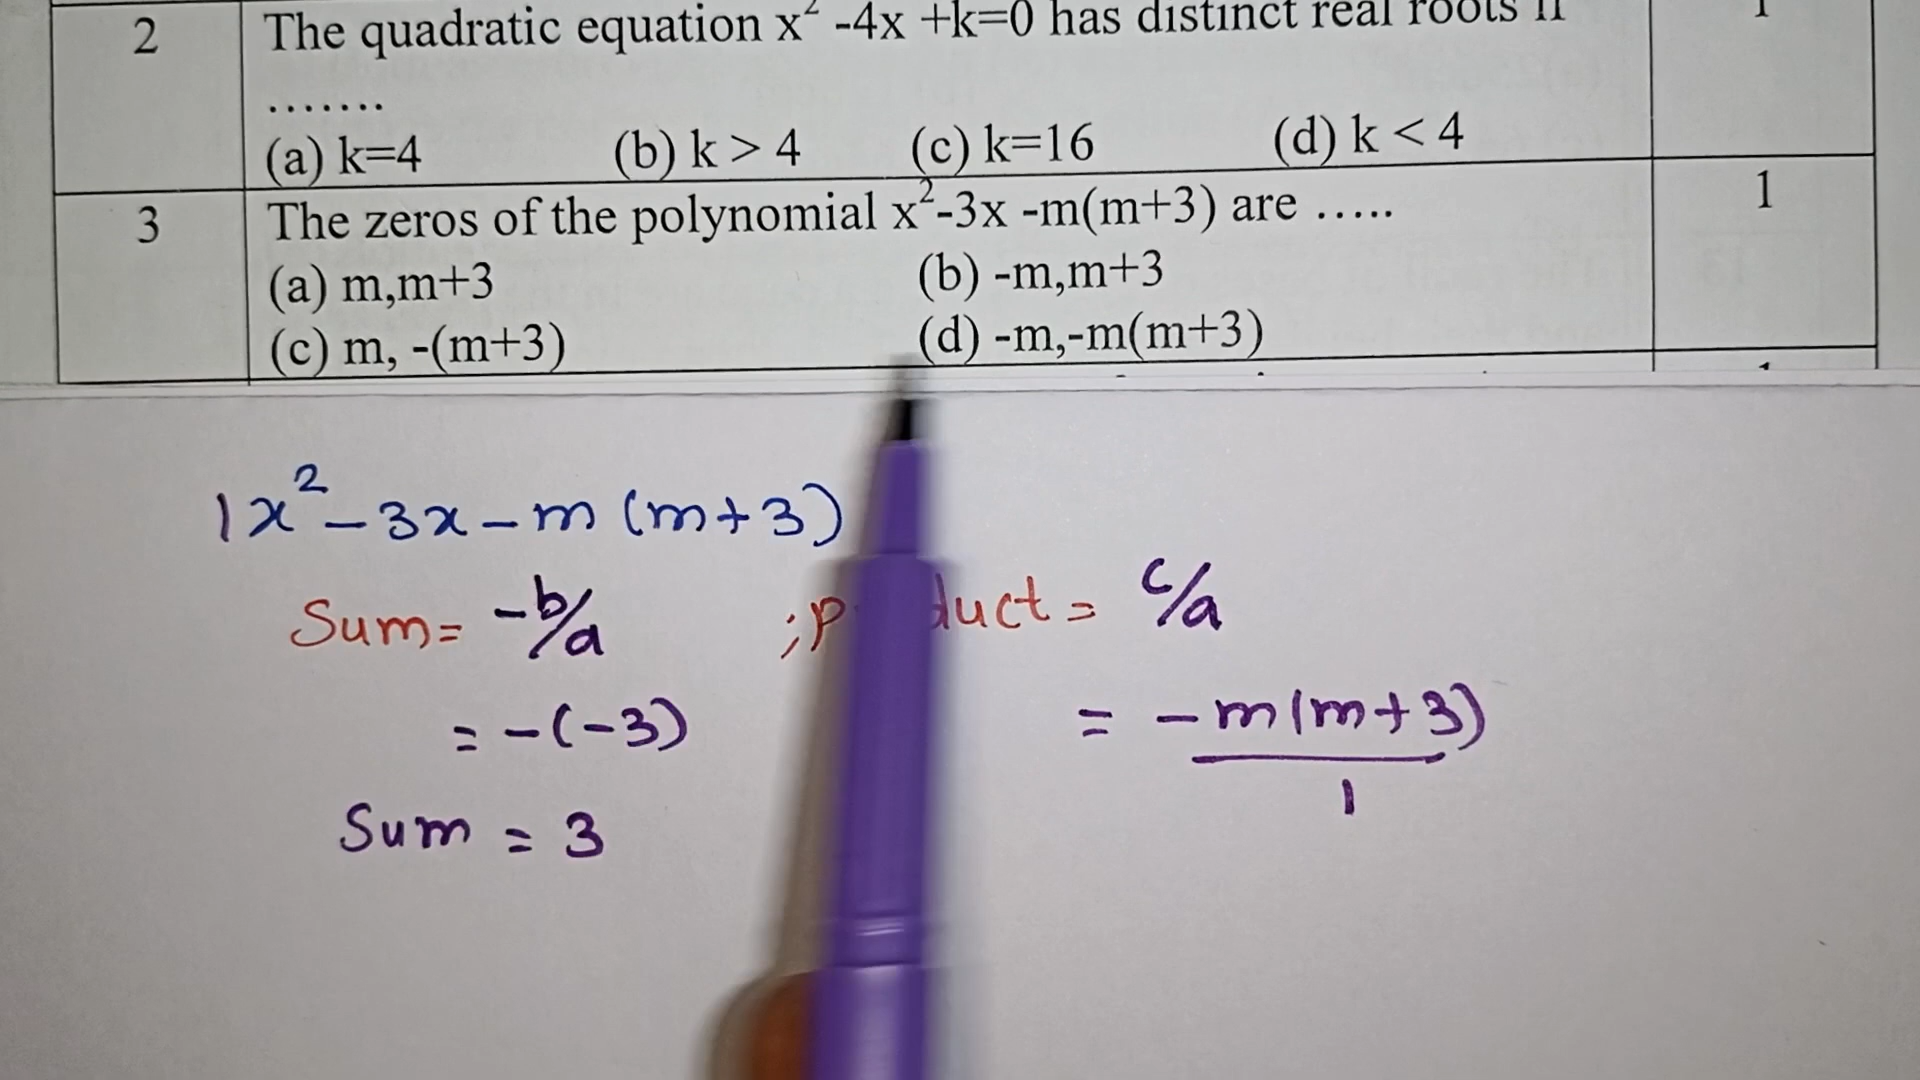 2 The quadratic equation x² -4x +k=0 has distinct real roots if 1
.......
(a) k=4 (b) k > 4 (c) k=16 (d) k < 4
3 The zeros of the polynomial x²-3x -m(m+3) are ..... 1
(a) m,m+3 (b) -m,m+3
(c) m, -(m+3) (d) -m,-m(m+3)
1x² - 3x - m (m+3)
Sum = -b/a ; = c/a
= -(-3) = -m(m+3)/1
Sum = 3